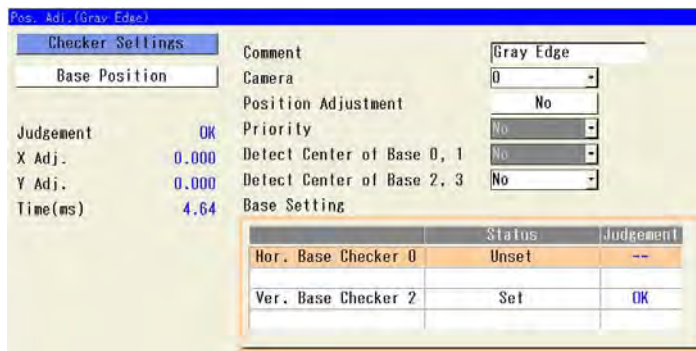 Pos. Adj.(Gray Edge)
Checker Settings
Base Position
Judgement OK
X Adj. 0.000
Y Adj. 0.000
Time(ms) 4.64
Comment Gray Edge
Camera 0
Position Adjustment No
Priority No
Detect Center of Base 0, 1 No
Detect Center of Base 2, 3 No
Base Setting
Status Judgement
Hor. Base Checker 0 Unset --
Ver. Base Checker 2 Set OK